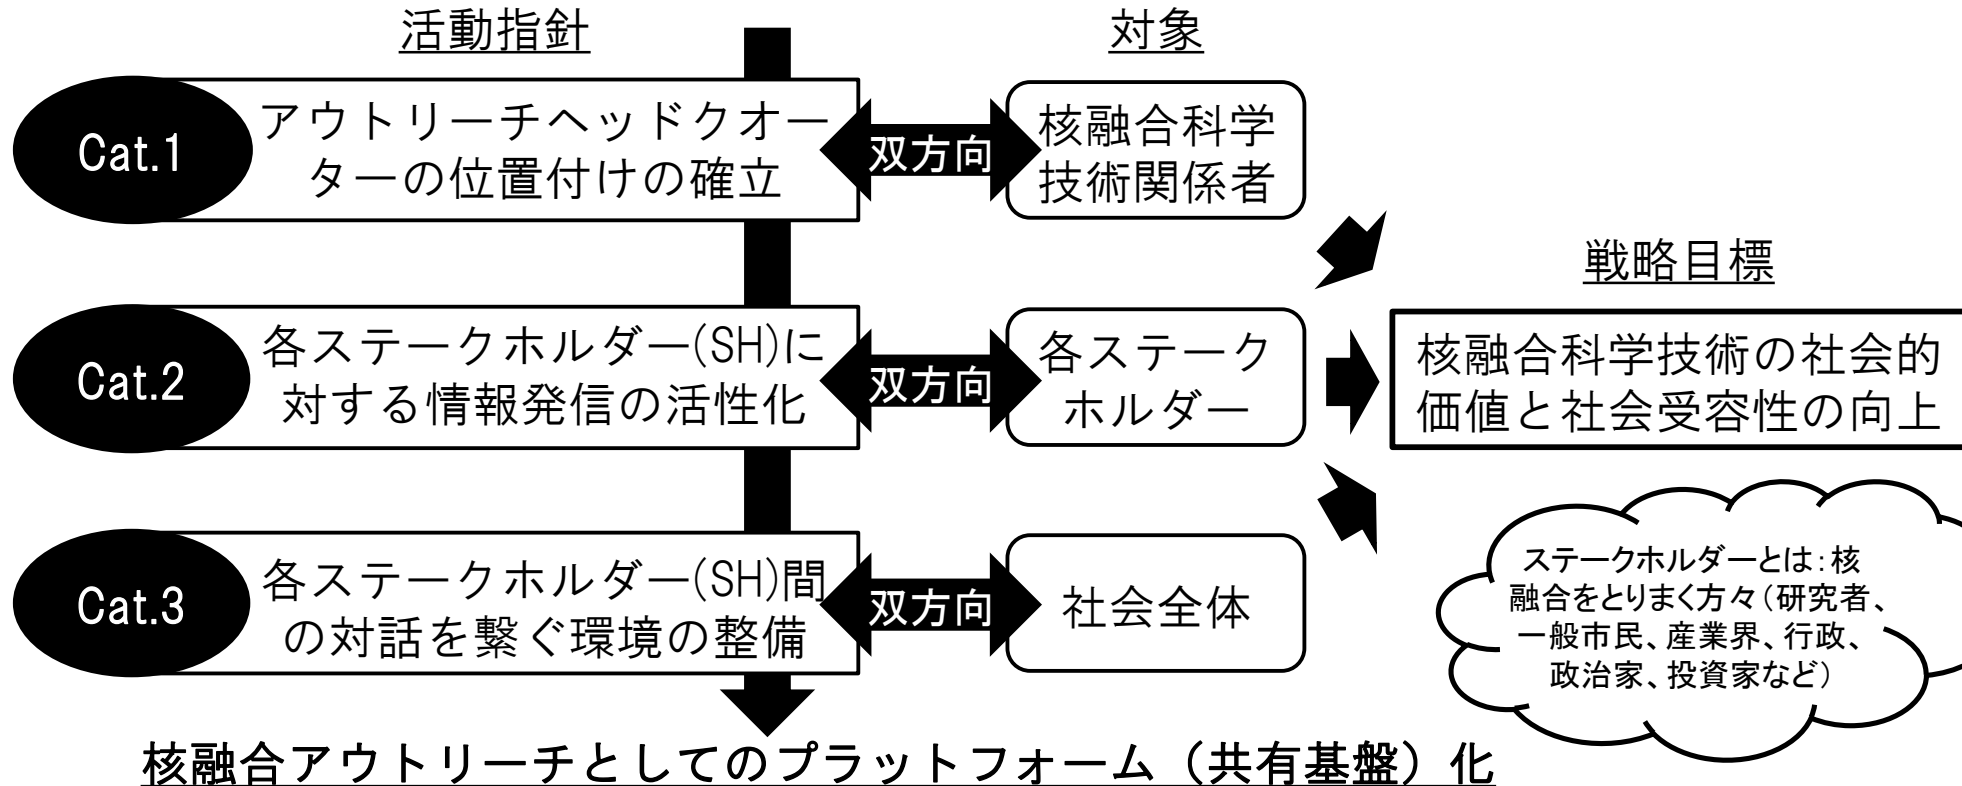 活動指針
対象
Cat.1
アウトリーチヘッドクオー
ターの位置付けの確立
双方向
核融合科学
技術関係者
Cat.2
各ステークホルダー(SH)に
対する情報発信の活性化
双方向
各ステーク
ホルダー
戦略目標
核融合科学技術の社会的
価値と社会受容性の向上
Cat.3
各ステークホルダー(SH)間
の対話を繋ぐ環境の整備
双方向
社会全体
ステークホルダーとは：核
融合をとりまく方々（研究者、
一般市民、産業界、行政、
政治家、投資家など）
核融合アウトリーチとしてのプラットフォーム（共有基盤）化